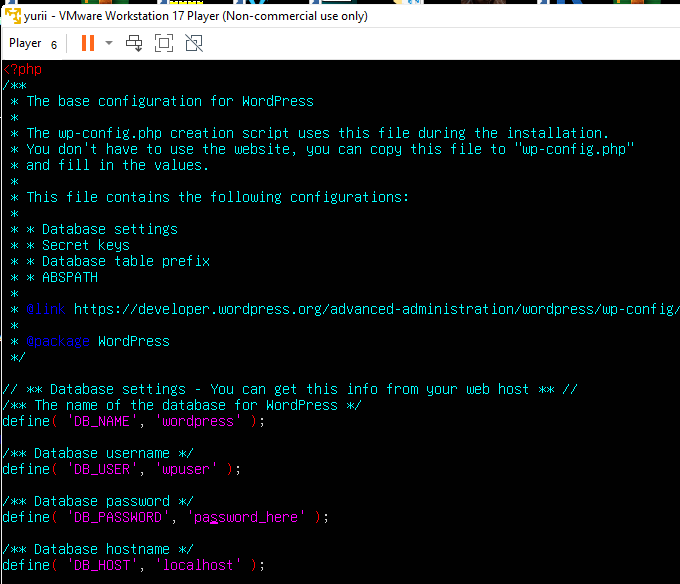 yurii - VMware Workstation 17 Player (Non-commercial use only)
Player 6
<?php
/**
 * The base configuration for WordPress
 *
 * The wp-config.php creation script uses this file during the installation.
 * You don't have to use the website, you can copy this file to "wp-config.php"
 * and fill in the values.
 *
 * This file contains the following configurations:
 *
 * * Database settings
 * * Secret keys
 * * Database table prefix
 * * ABSPATH
 *
 * @link https://developer.wordpress.org/advanced-administration/wordpress/wp-config/
 *
 * @package WordPress
 */
// ** Database settings - You can get this info from your web host ** //
/** The name of the database for WordPress */
define( 'DB_NAME', 'wordpress' );
/** Database username */
define( 'DB_USER', 'wpuser' );
/** Database password */
define( 'DB_PASSWORD', 'password_here' );
/** Database hostname */
define( 'DB_HOST', 'localhost' );